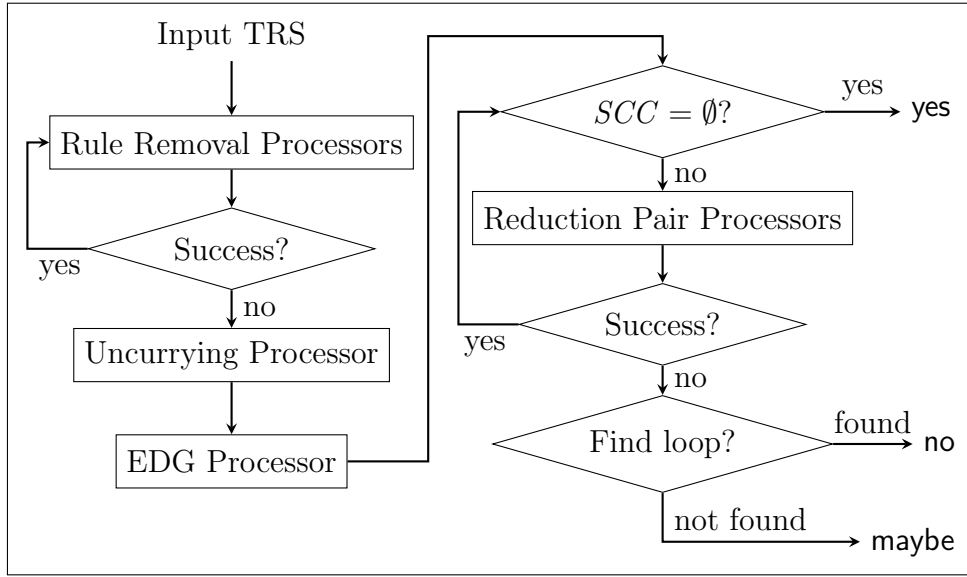 Input TRS
Rule Removal Processors
Success?
yes
no
Uncurrying Processor
EDG Processor
SCC = ∅?
yes
yes
no
Reduction Pair Processors
Success?
yes
no
Find loop?
found
no
not found
maybe